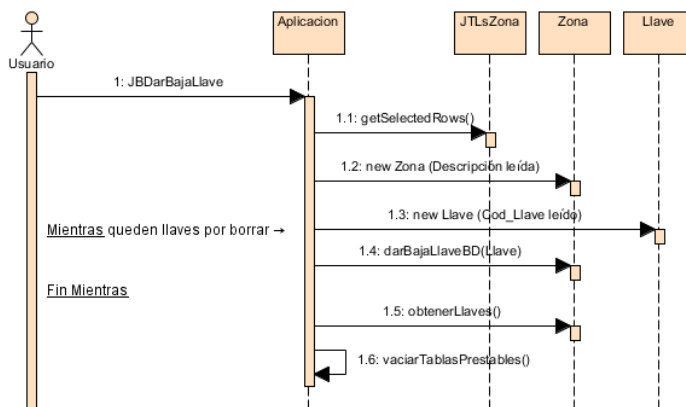 Aplicacion
JTLsZona
Zona
Llave
Usuario
1: JBDarBajaLlave
1.1: getSelectedRows()
1.2: new Zona (Descripción leída)
1.3: new Llave (Cod_Llave leído)
Mientras queden llaves por borrar →
1.4: darBajaLlaveBD(Llave)
Fin Mientras
1.5: obtenerLlaves()
1.6: vaciarTablasPrestables()